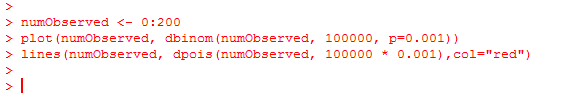 >
> numObserved <- 0:200
> plot(numObserved, dbinom(numObserved, 100000, p=0.001))
> lines(numObserved, dpois(numObserved, 100000 * 0.001),col="red")
>
>